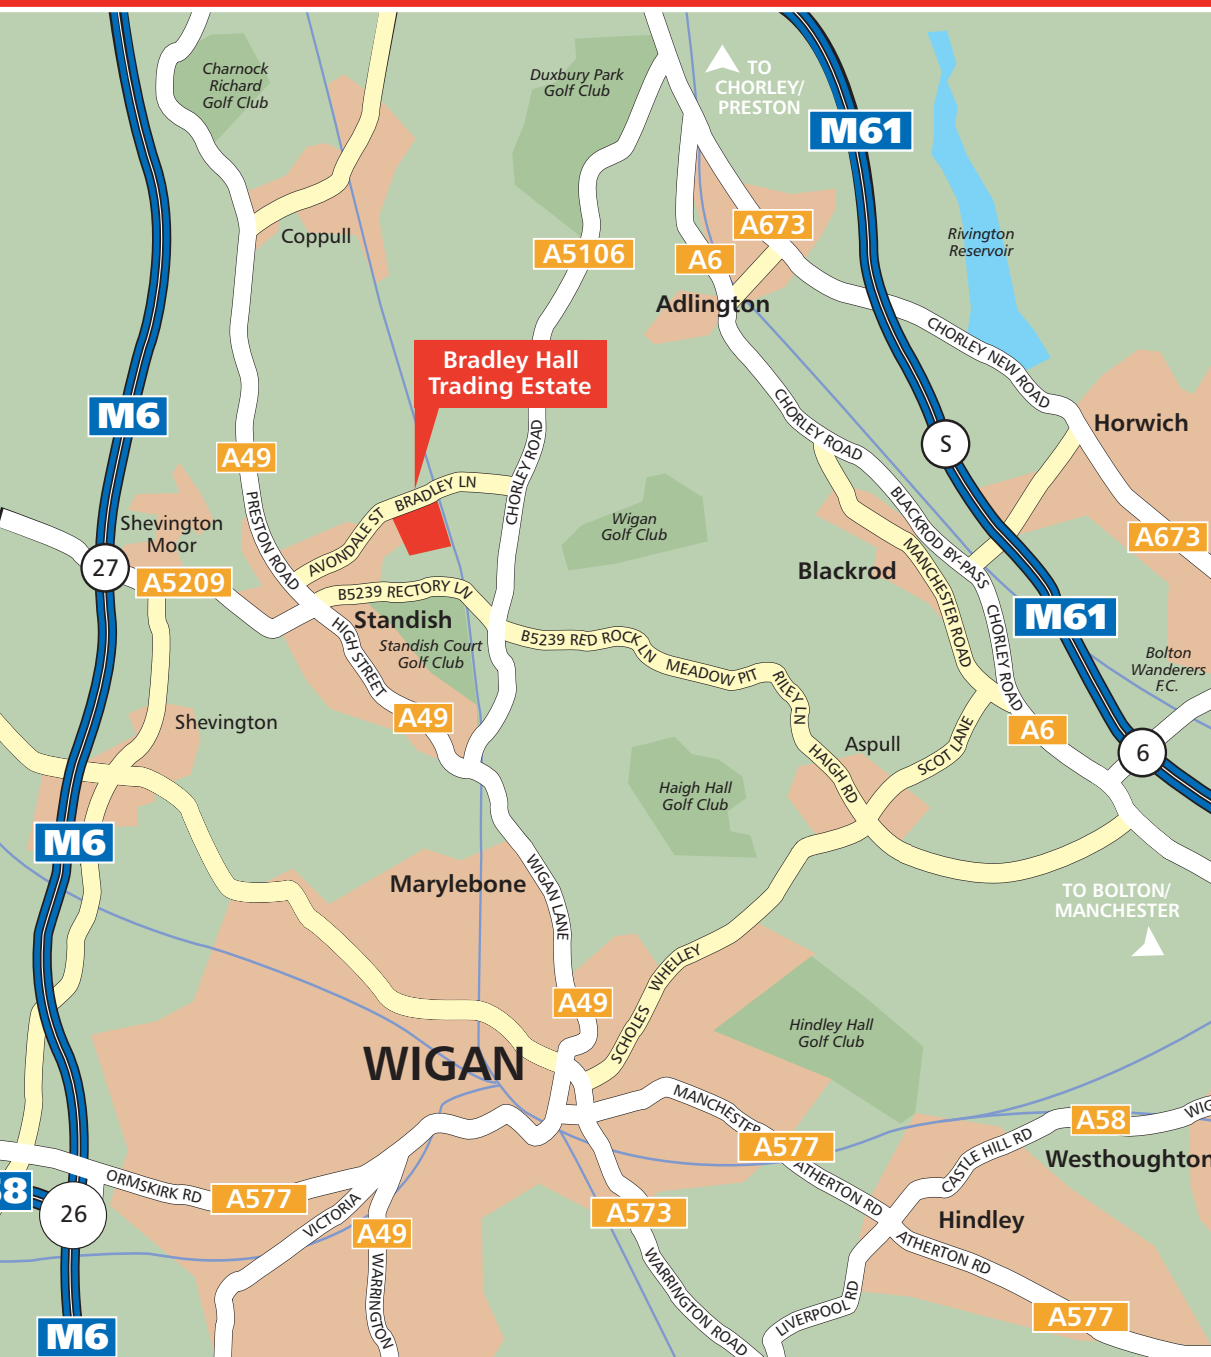 Charnock
Richard
Golf Club
Duxbury Park
Golf Club
TO
CHORLEY/
PRESTON
M61
Rivington
Reservoir
A673
Coppull
A5106
A6
Adlington
CHORLEY NEW ROAD
Bradley Hall
Trading Estate
M6
Horwich
CHORLEY ROAD
S
A49
CHORLEY ROAD
BRADLEY LN
AVONDALE ST
PRESTON ROAD
Shevington
Moor
Wigan
Golf Club
BLACKROD BY-PASS
A673
27
A5209
Blackrod
MANCHESTER ROAD
B5239 RECTORY LN
Standish
Standish Court
Golf Club
HIGH STREET
B5239 RED ROCK LN
MEADOW PIT
RILEY LN
CHORLEY ROAD
M61
Bolton
Wanderers
F.C.
Shevington
A49
HAIGH RD
Aspull
SCOT LANE
A6
6
Haigh Hall
Golf Club
M6
Marylebone
WIGAN LANE
TO BOLTON/
MANCHESTER
WHELLEY
SCHOLES
A49
Hindley Hall
Golf Club
WIGAN
MANCHESTER
A577
A58
WIG
CASTLE HILL RD
Westhoughton
ATHERTON RD
58
26
ORMSKIRK RD
A577
VICTORIA
A49
WARRINGTON
A573
WARRINGTON ROAD
Hindley
ATHERTON RD
LIVERPOOL RD
A577
M6